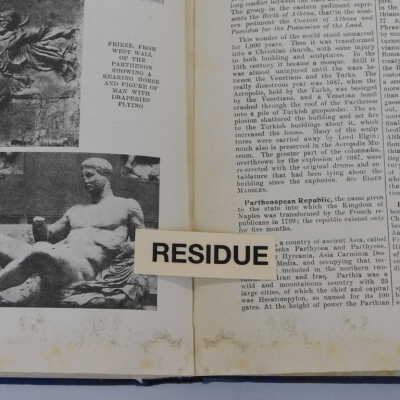 FRIEZE, FROM
WEST WALL
OF THE
PARTHENON
SHOWING A
REARING HORSE
AND FIGURE OF
MAN WITH
DRAPERIES
FLYING
long conflict between the
The group in the eastern pediment repre-
sents the Birth of Athena, that in the west-
ern pediment the Contest of Athena and
Poseidon for the Possession of the Land.
This wonder of the world stood unmarred
for 1,000 years. Then it was transformed
into a Christian church, with some injury
to both building and sculptures. In the
15th century it became a mosque. Still it
was almost uninjured until the wars be-
tween the Venetians and the Turks. The
really disastrous year was 1687, when the
Acropolis, held by the Turks, was besieged
by the Venetians, and a Venetian bomb
crashed through the roof of the Parthenon
into a pile of Turkish gunpowder. The ex-
plosion shattered the building and set fire
to the Turkish buildings about it, which
increased the losses. Many of the sculp-
tures were carried away by Lord Elgin;
much also is preserved in the Acropolis Mu-
seum. The greater part of the colonnades,
overthrown by the explosion of 1687, was
re-erected with the original drums and en-
tablature that had been lying about the
building since the explosion. See ELGIN
MARBLES.
Parthenopean Republic, the name given
to the state into which the Kingdom of
Naples was transformed by the French re-
publicans in 1799; the republic existed only
for five months.
RESIDUE
a country of ancient Asia, called
Parthyæa and Parthyene,
Hyrcania, Asia Carmina De-
Media, and occupying that ter-
included in the northern two-
Iran and Iraq. Parthia was a
wild and mountainous country with 25
large cities, of which the chief and capital
was Hecatompylos, so named for its 100
gates. At the height of power the Parthian